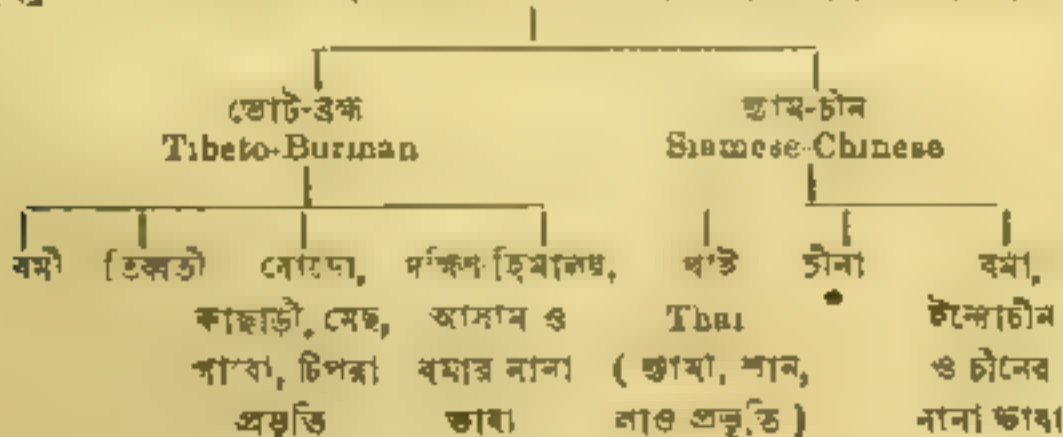 ভোট-ব্রহ্ম শ্যাম-চীন
Tibeto-Burman Siamese-Chinese
বর্মী তিব্বতী বোদো, দক্ষিণ হিমালয়, থাই চীনা বর্মা,
কাছাড়ী, মেছ, আসাম ও Thai ইন্দোচীন
গারো, টিপরা বর্মার নানা ( শ্যামী, শান, ও চীনের
প্রভৃতি ভাষা লাও প্রভৃতি ) নানা ভাষা